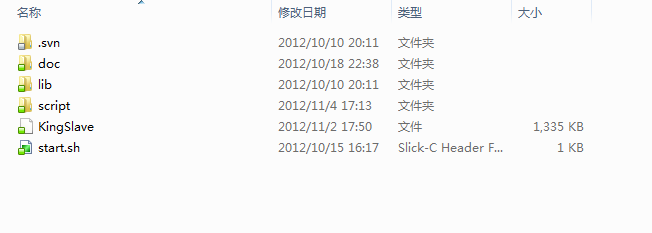 名称 修改日期 类型 大小
.svn 2012/10/10 20:11 文件夹
doc 2012/10/18 22:38 文件夹
lib 2012/10/10 20:11 文件夹
script 2012/11/4 17:13 文件夹
KingSlave 2012/11/2 17:50 文件 1,335 KB
start.sh 2012/10/15 16:17 Slick-C Header F... 1 KB